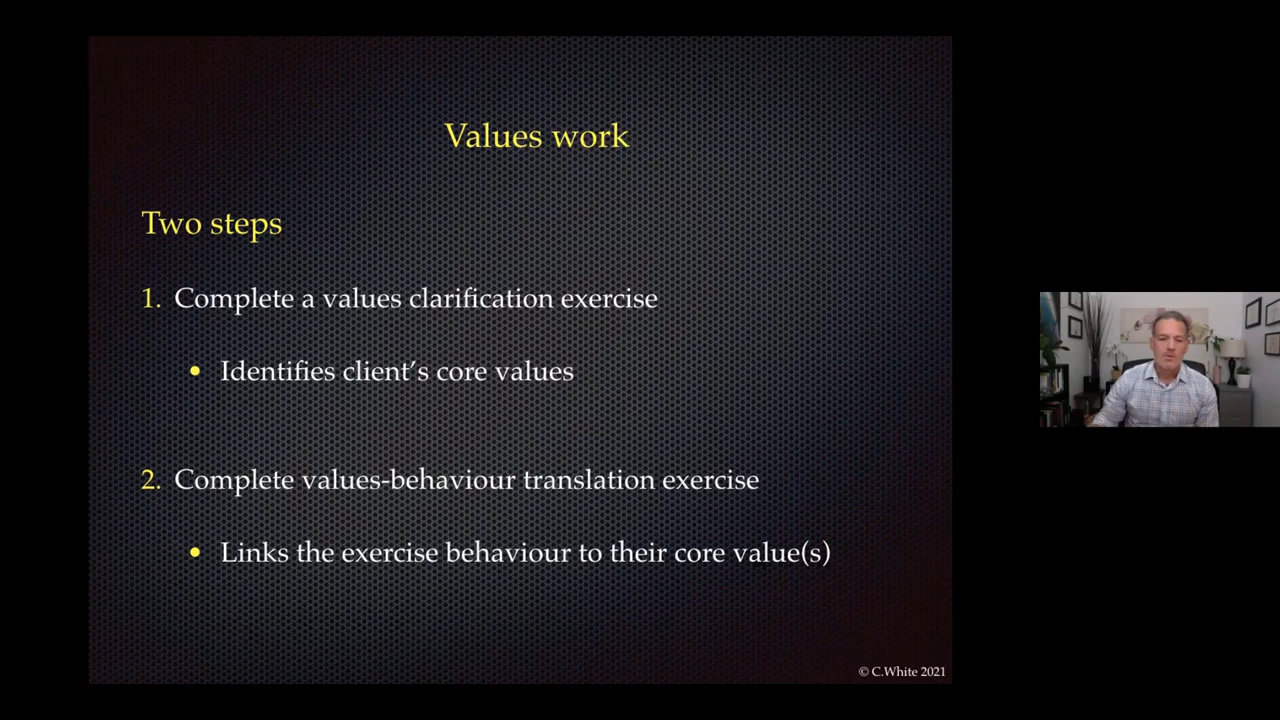 Values work
Two steps
1. Complete a values clarification exercise
• Identifies client's core values
2. Complete values-behaviour translation exercise
• Links the exercise behaviour to their core value(s)
© C.White 2021